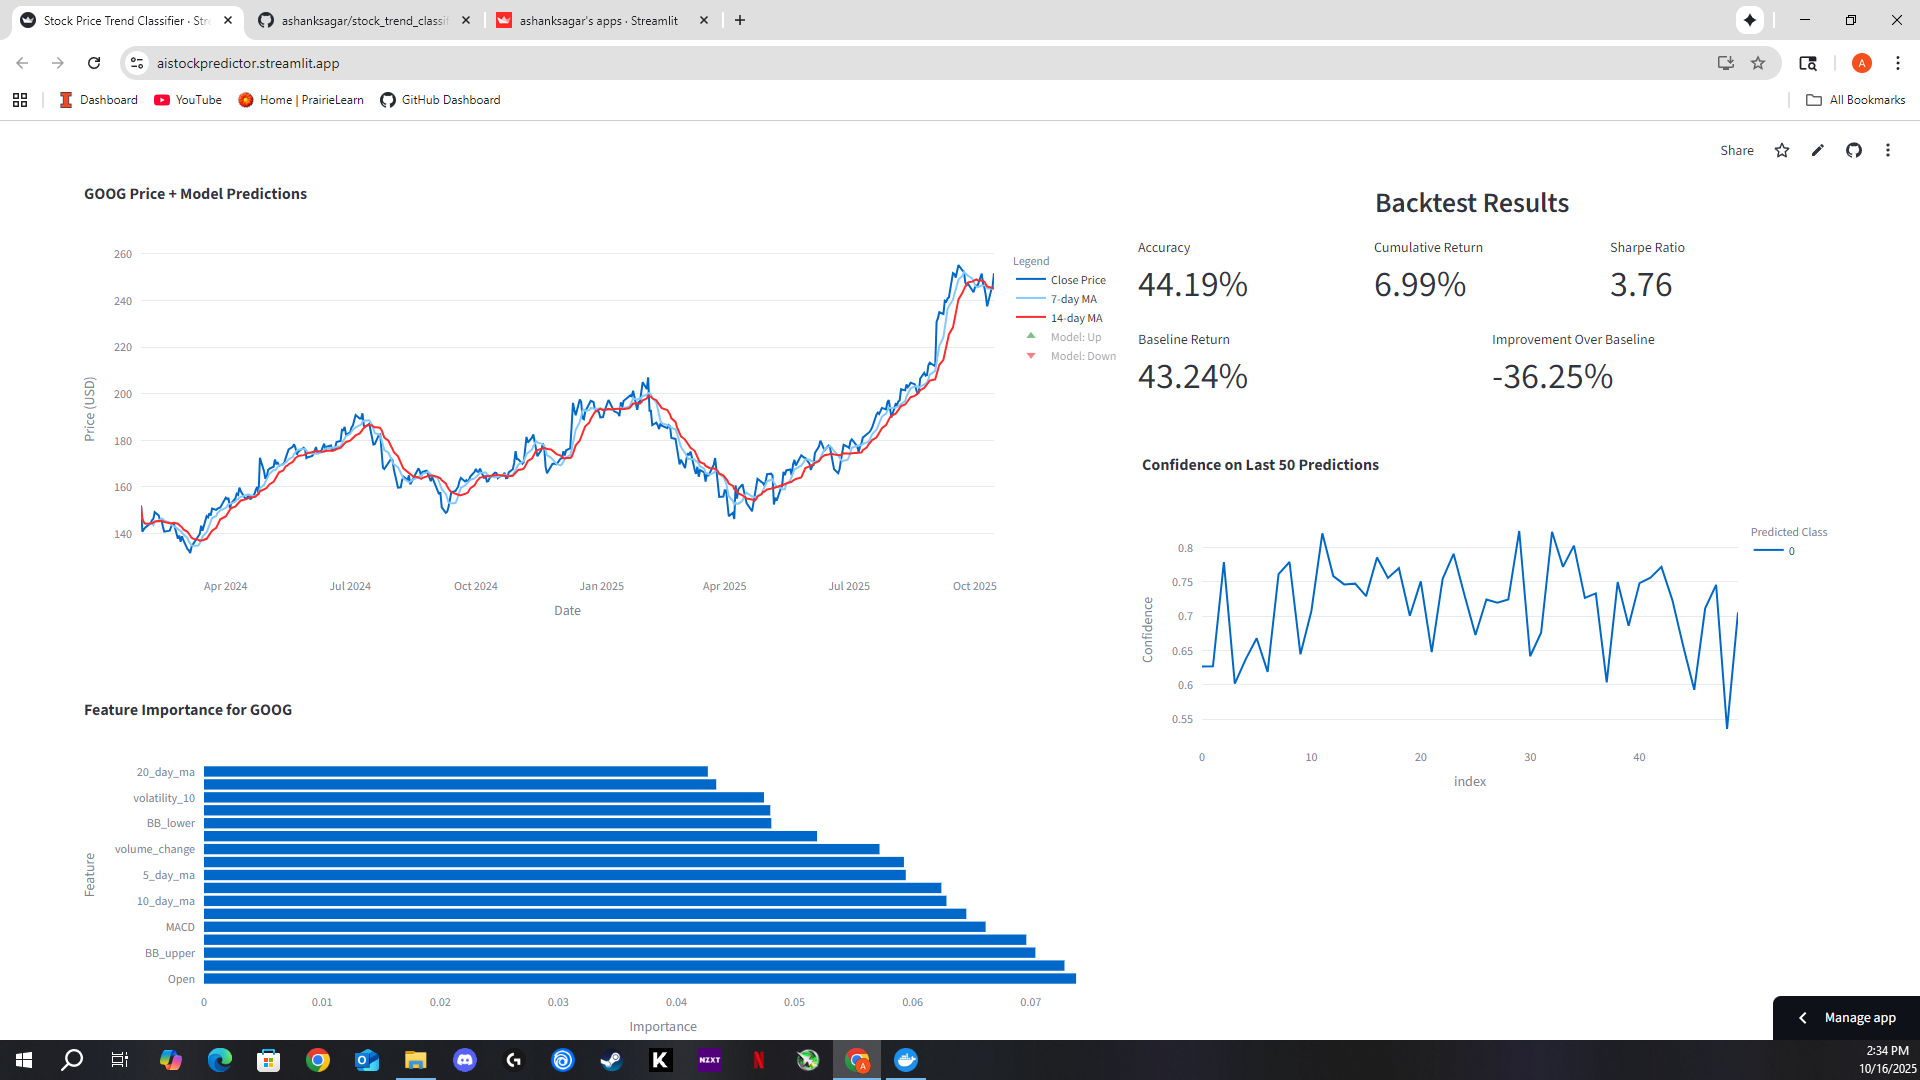 Stock Price Trend Classifier · Str
ashanksagar/stock_trend_classif
ashanksagar's apps · Streamlit
aistockpredictor.streamlit.app
A
Dashboard
YouTube
Home | PrairieLearn
GitHub Dashboard
All Bookmarks
Share
GOOG Price + Model Predictions
260
240
220
200
180
160
140
Price (USD)
Apr 2024
Jul 2024
Oct 2024
Jan 2025
Apr 2025
Jul 2025
Oct 2025
Date
Legend
Close Price
7-day MA
14-day MA
Model: Up
Model: Down
Backtest Results
Accuracy
44.19%
Cumulative Return
6.99%
Sharpe Ratio
3.76
Baseline Return
43.24%
Improvement Over Baseline
-36.25%
Confidence on Last 50 Predictions
0.8
0.75
0.7
0.65
0.6
0.55
Confidence
0
10
20
30
40
index
Predicted Class
0
Feature Importance for GOOG
20_day_ma
volatility_10
BB_lower
volume_change
5_day_ma
10_day_ma
MACD
BB_upper
Open
Feature
0
0.01
0.02
0.03
0.04
0.05
0.06
0.07
Importance
Manage app
K
NZXT
N
A
2:34 PM
10/16/2025